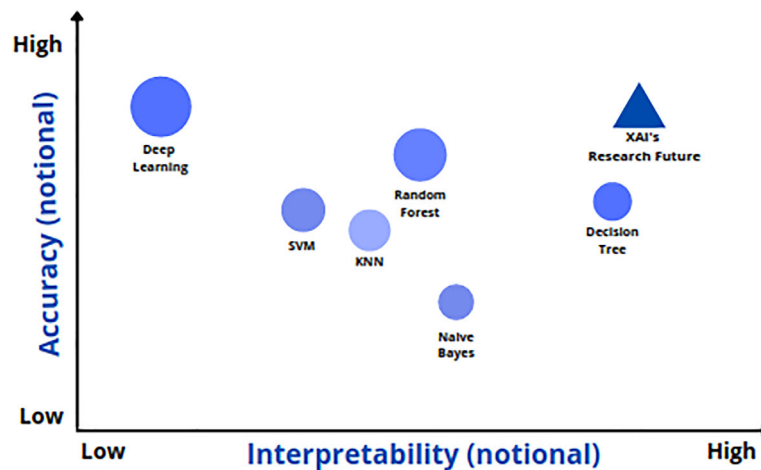 High
Accuracy (notional)
Low
Deep
Learning
SVM
KNN
Random
Forest
Naive
Bayes
XAI's
Research Future
Decision
Tree
Low
Interpretability (notional)
High